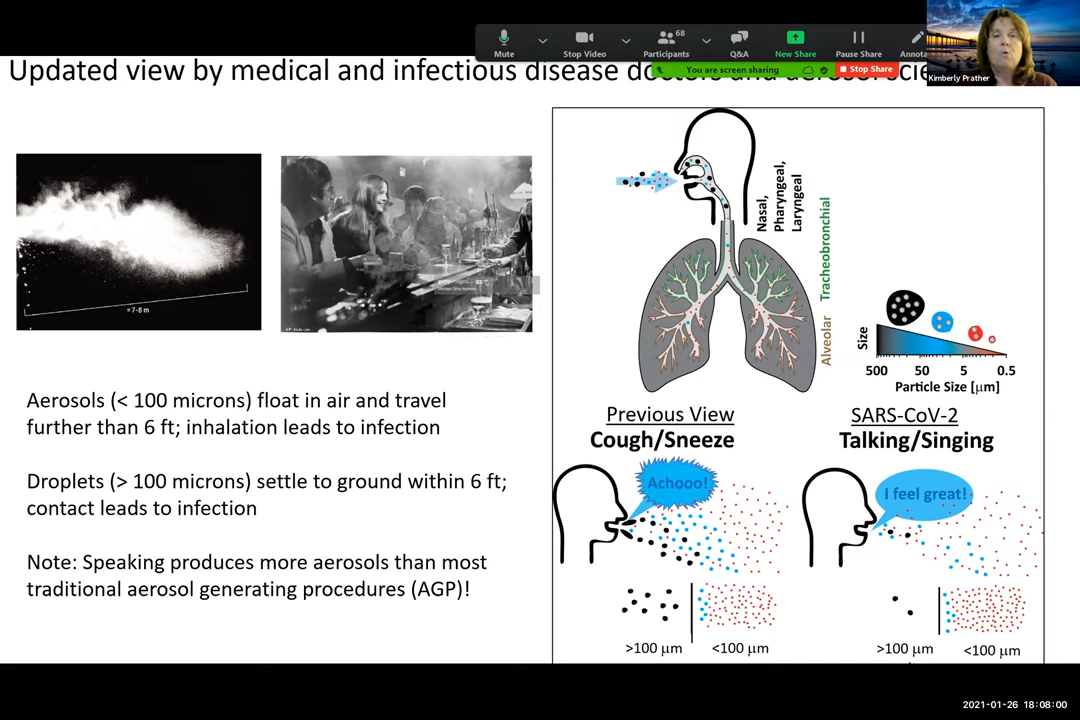 Mute
Stop Video
68
Participants
Q&A
New Share
Pause Share
Annota
You are screen sharing
Stop Share
Kimberly Prather
Updated view by medical and infectious disease doctors and aerosol scie
≈ 7-8 m
Aerosols (< 100 microns) float in air and travel
further than 6 ft; inhalation leads to infection
Droplets (> 100 microns) settle to ground within 6 ft;
contact leads to infection
Note: Speaking produces more aerosols than most
traditional aerosol generating procedures (AGP)!
Nasal,
Pharyngeal,
Laryngeal
Tracheobronchial
Alveolar
Size
500 50 5 0.5
Particle Size [μm]
Previous View
Cough/Sneeze
Achooo!
>100 μm <100 μm
SARS-CoV-2
Talking/Singing
I feel great!
>100 μm <100 μm
2021-01-26 18:08:00